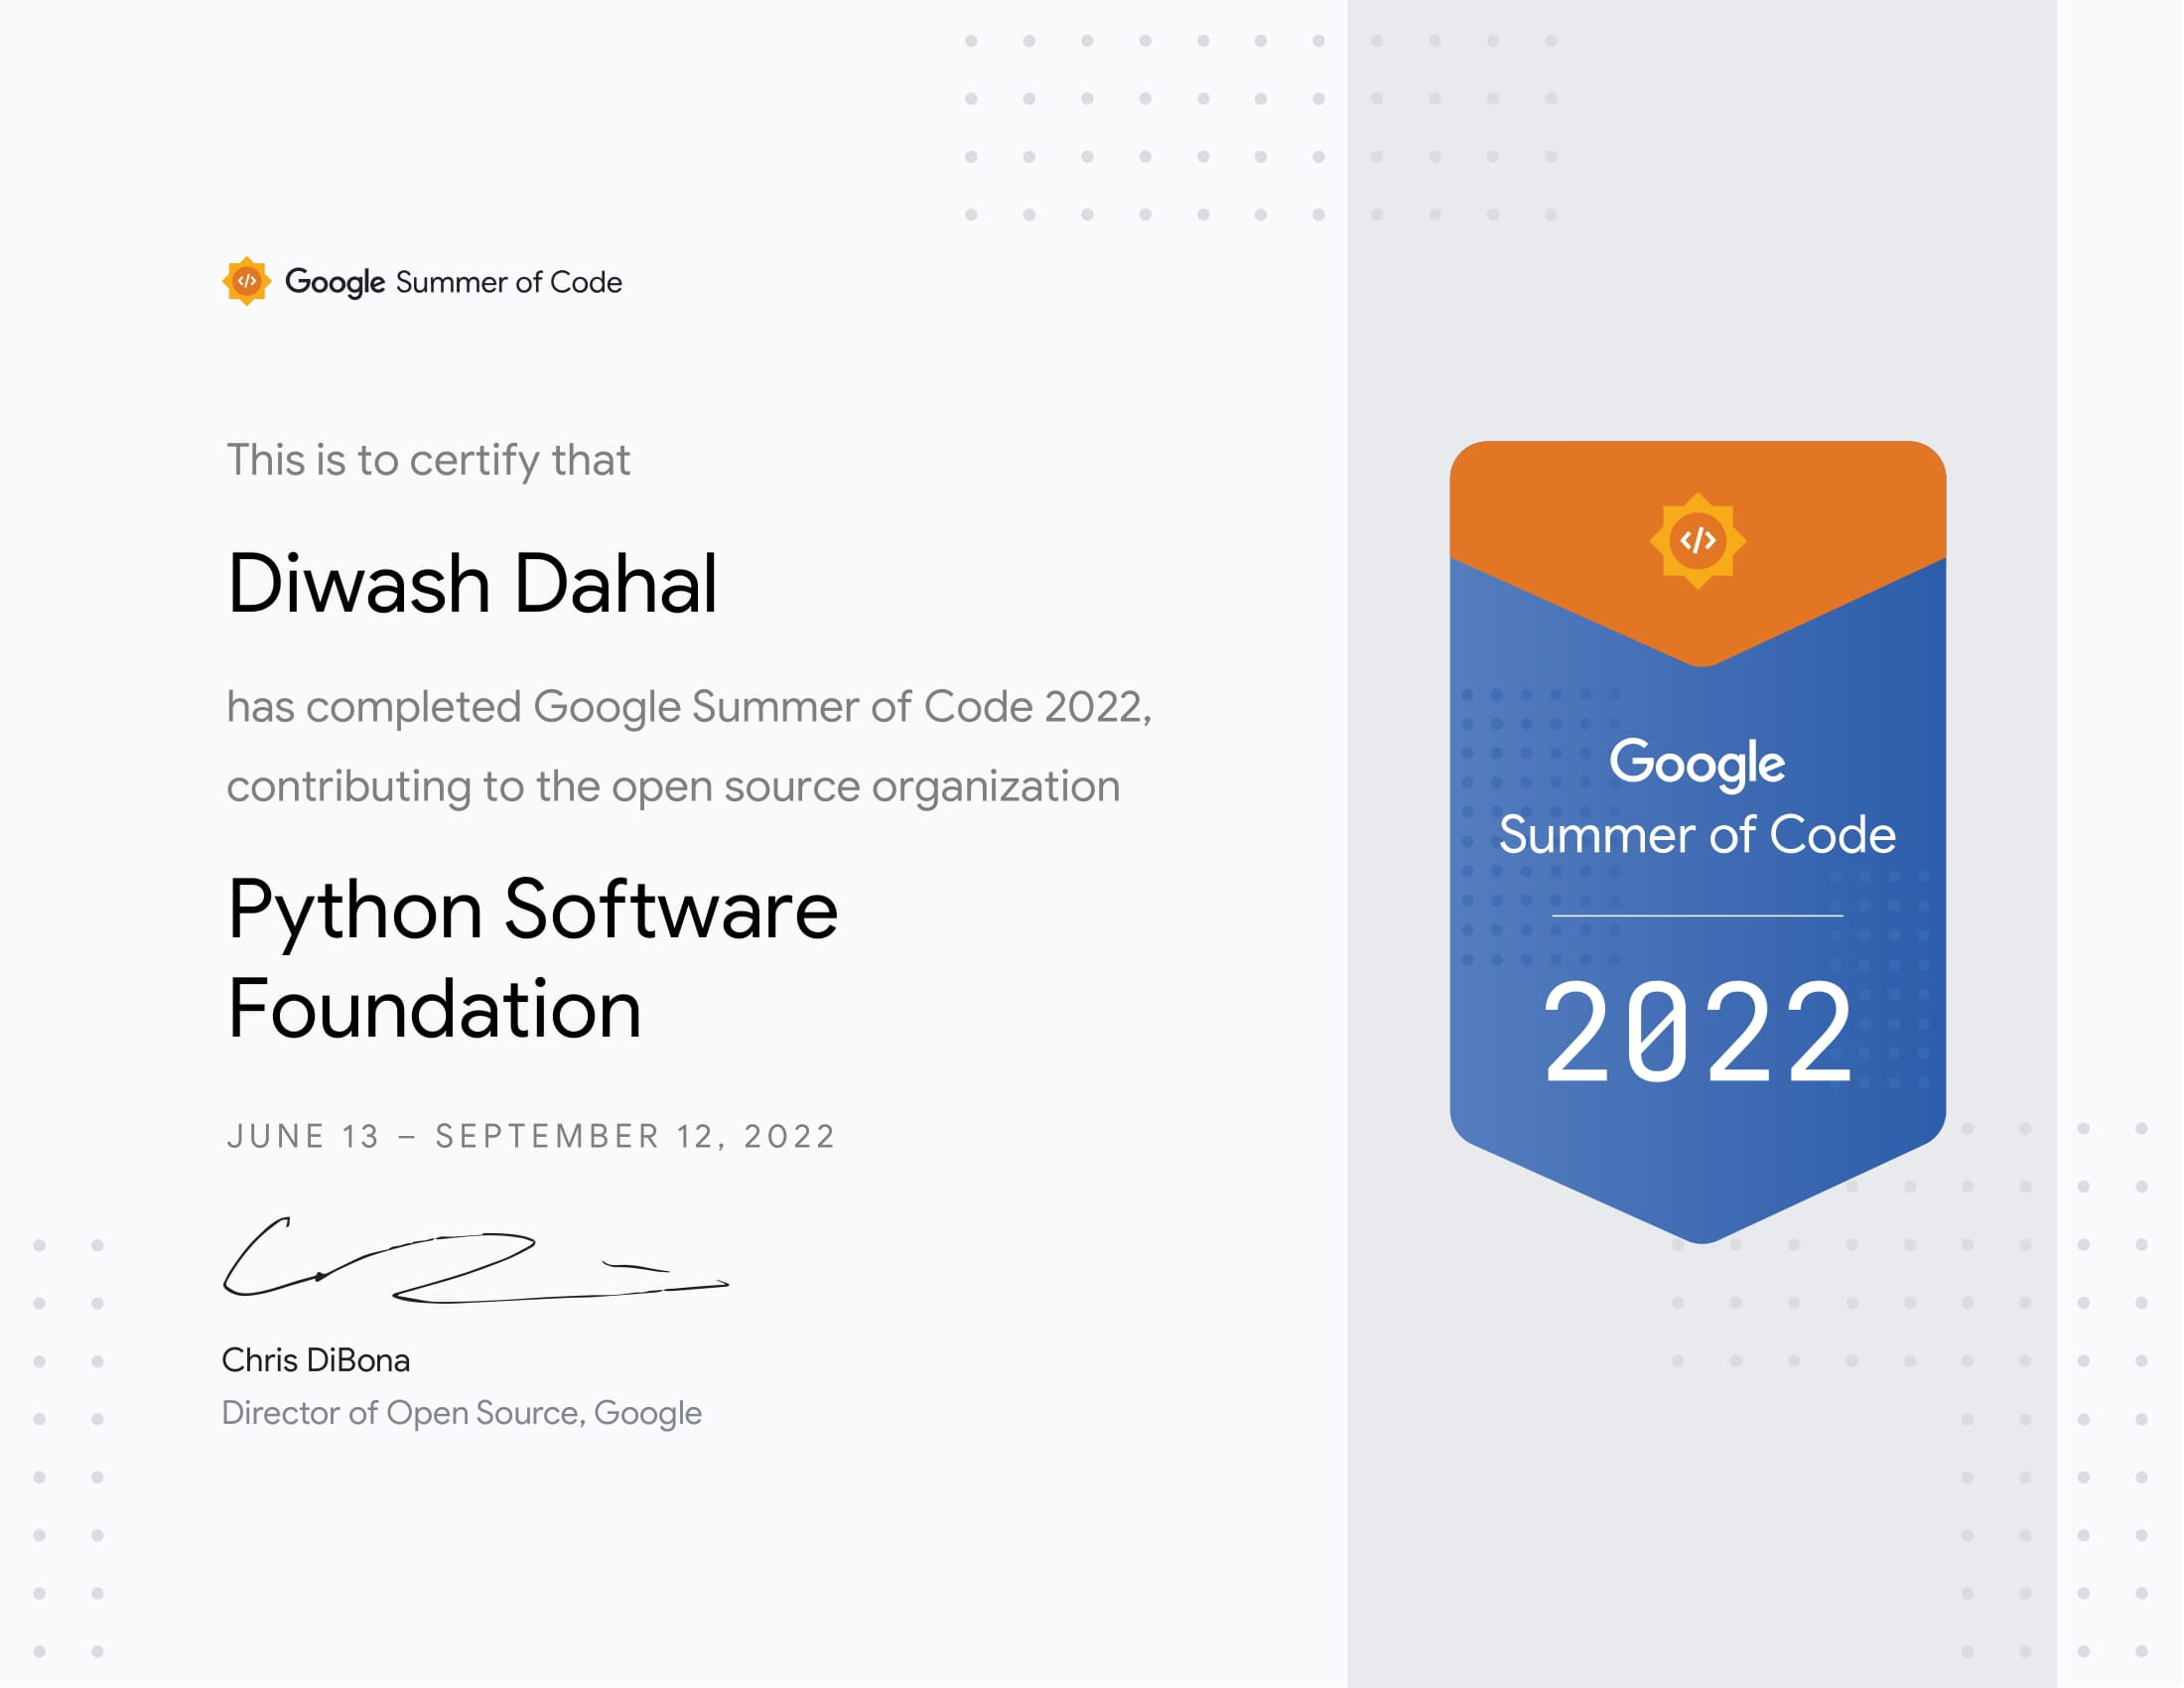 Google Summer of Code
This is to certify that
Diwash Dahal
has completed Google Summer of Code 2022,
contributing to the open source organization
Python Software
Foundation
JUNE 13 – SEPTEMBER 12, 2022
Chris DiBona
Director of Open Source, Google
</>
Google
Summer of Code
2022